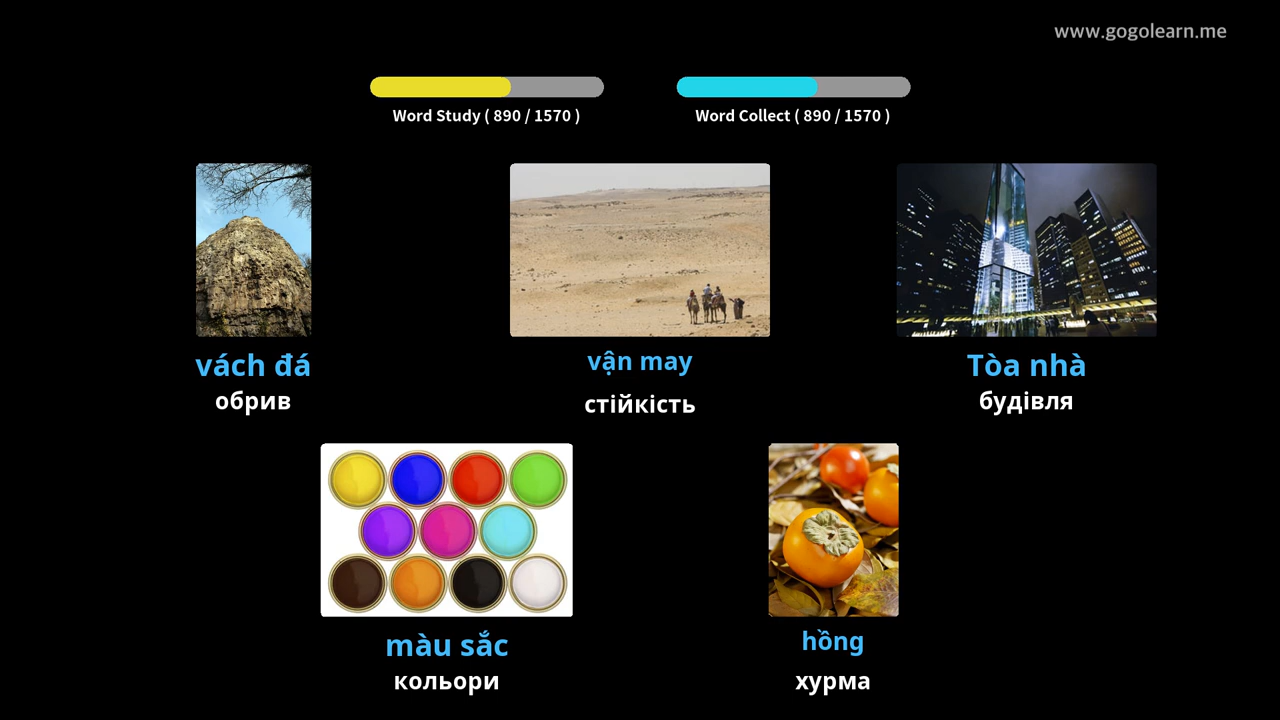 www.gogolearn.me
Word Study ( 890 / 1570 )
Word Collect ( 890 / 1570 )
vách đá
обрив
vận may
стійкість
Tòa nhà
будівля
màu sắc
кольори
hồng
хурма